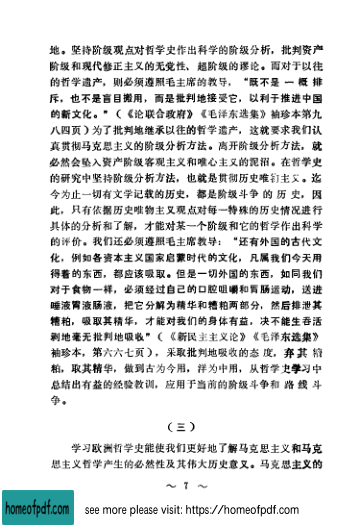 地。坚持阶级观点对哲学史作出科学的阶级分析，批判资产
阶级和现代修正主义的无党性、超阶级的谬论。而对于以往
的哲学遗产，则必须遵照毛主席的教导，“既不是一概排
斥，也不是盲目搬用，而是批判地接受它，以利于推进中国
的新文化。”（《论联合政府》《毛泽东选集》袖珍本第九
八四页）为了批判地继承以往的哲学遗产，这就要求我们认
真贯彻马克思主义的阶级分析方法。离开阶级分析方法，就
必然会坠入资产阶级客观主义和唯心主义的泥沼。在哲学史
的研究中坚持阶级分析方法，也就是贯彻历史唯物主义。迄
今为止一切有文字记载的历史，都是阶级斗争的历史，因
此，只有依据历史唯物主义观点对每一特殊的历史情况进行
具体的分析和了解，才能对某一个阶级和它的哲学作出科学
的评价。我们还必须遵照毛主席教导：“还有外国的古代文
化，例如各资本主义国家启蒙时代的文化，凡属我们今天用
得着的东西，都应该吸取。但是一切外国的东西，如同我们
对于食物一样，必须经过自己的口腔咀嚼和胃肠运动，送进
唾液胃液肠液，把它分解为精华和糟粕两部分，然后排泄其
糟粕，吸取其精华，才能对我们的身体有益，决不能生吞活
剥地毫无批判地吸收”（《新民主主义论》《毛泽东选集》
袖珍本，第六六七页），采取批判地吸收的态度，弃其糟
粕，取其精华，做到古为今用，洋为中用，从哲学史学习中
总结出有益的经验教训，应用于当前的阶级斗争和路线斗
争。
（三）
学习欧洲哲学史能使我们更好地了解马克思主义和马克
思主义哲学产生的必然性及其伟大历史意义。马克思主义的
～ 7 ～
homeofpdf.com
see more please visit: https://homeofpdf.com